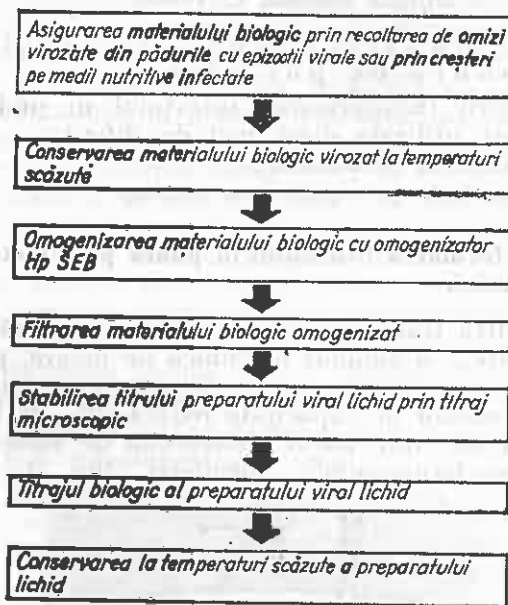 Asigurarea materialului biologic prin recoltarea de omizi
virozate din pădurile cu epizootii virale sau prin creșteri
pe medii nutritive infectate
Conservarea materialului biologic virozat la temperaturi
scăzute
Omogenizarea materialului biologic cu omogenizator
tip SEB
Filtrarea materialului biologic omogenizat
Stabilirea titrului preparatului viral lichid prin titraj
microscopic
Titrajul biologic al preparatului viral lichid
Conservarea la temperaturi scăzute a preparatului
lichid